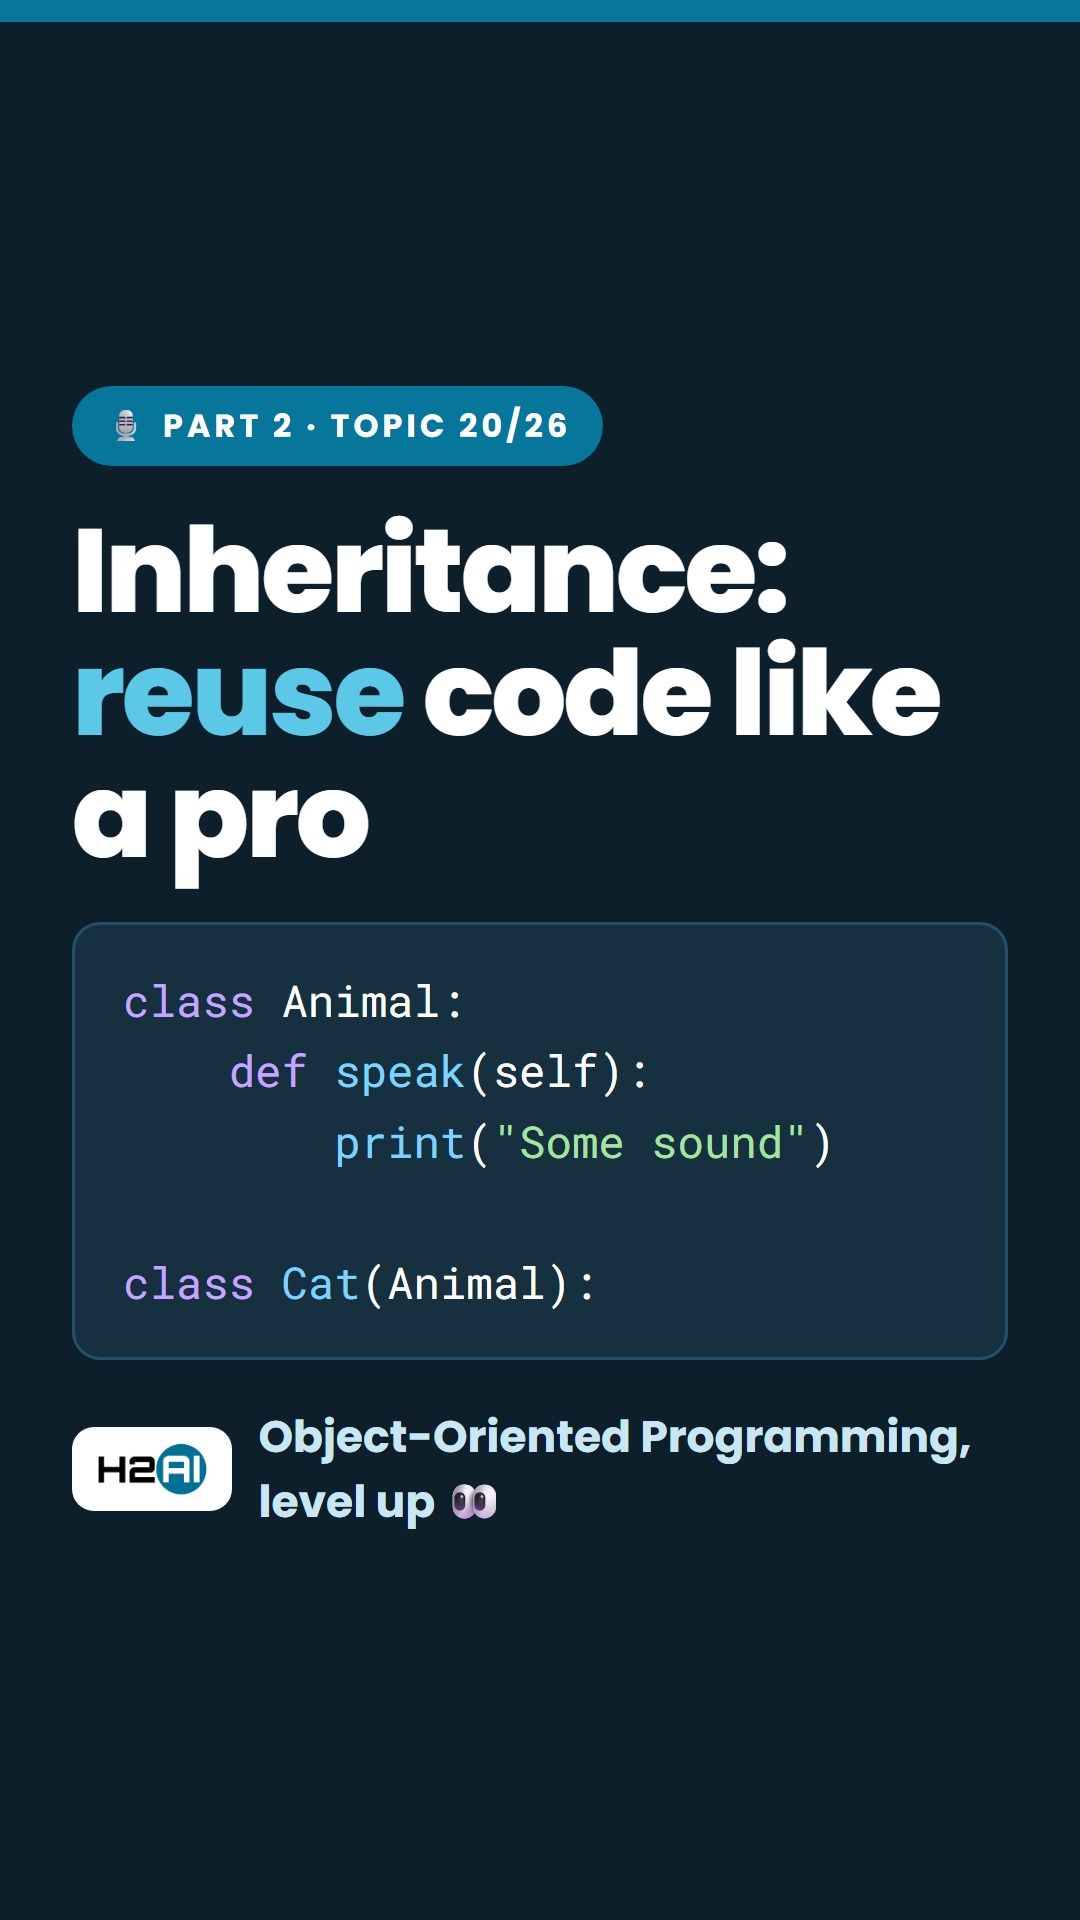 🎙️ PART 2 · TOPIC 20/26
Inheritance:
reuse code like
a pro
class Animal:
    def speak(self):
        print("Some sound")

class Cat(Animal):
H2AI
Object-Oriented Programming,
level up 👀